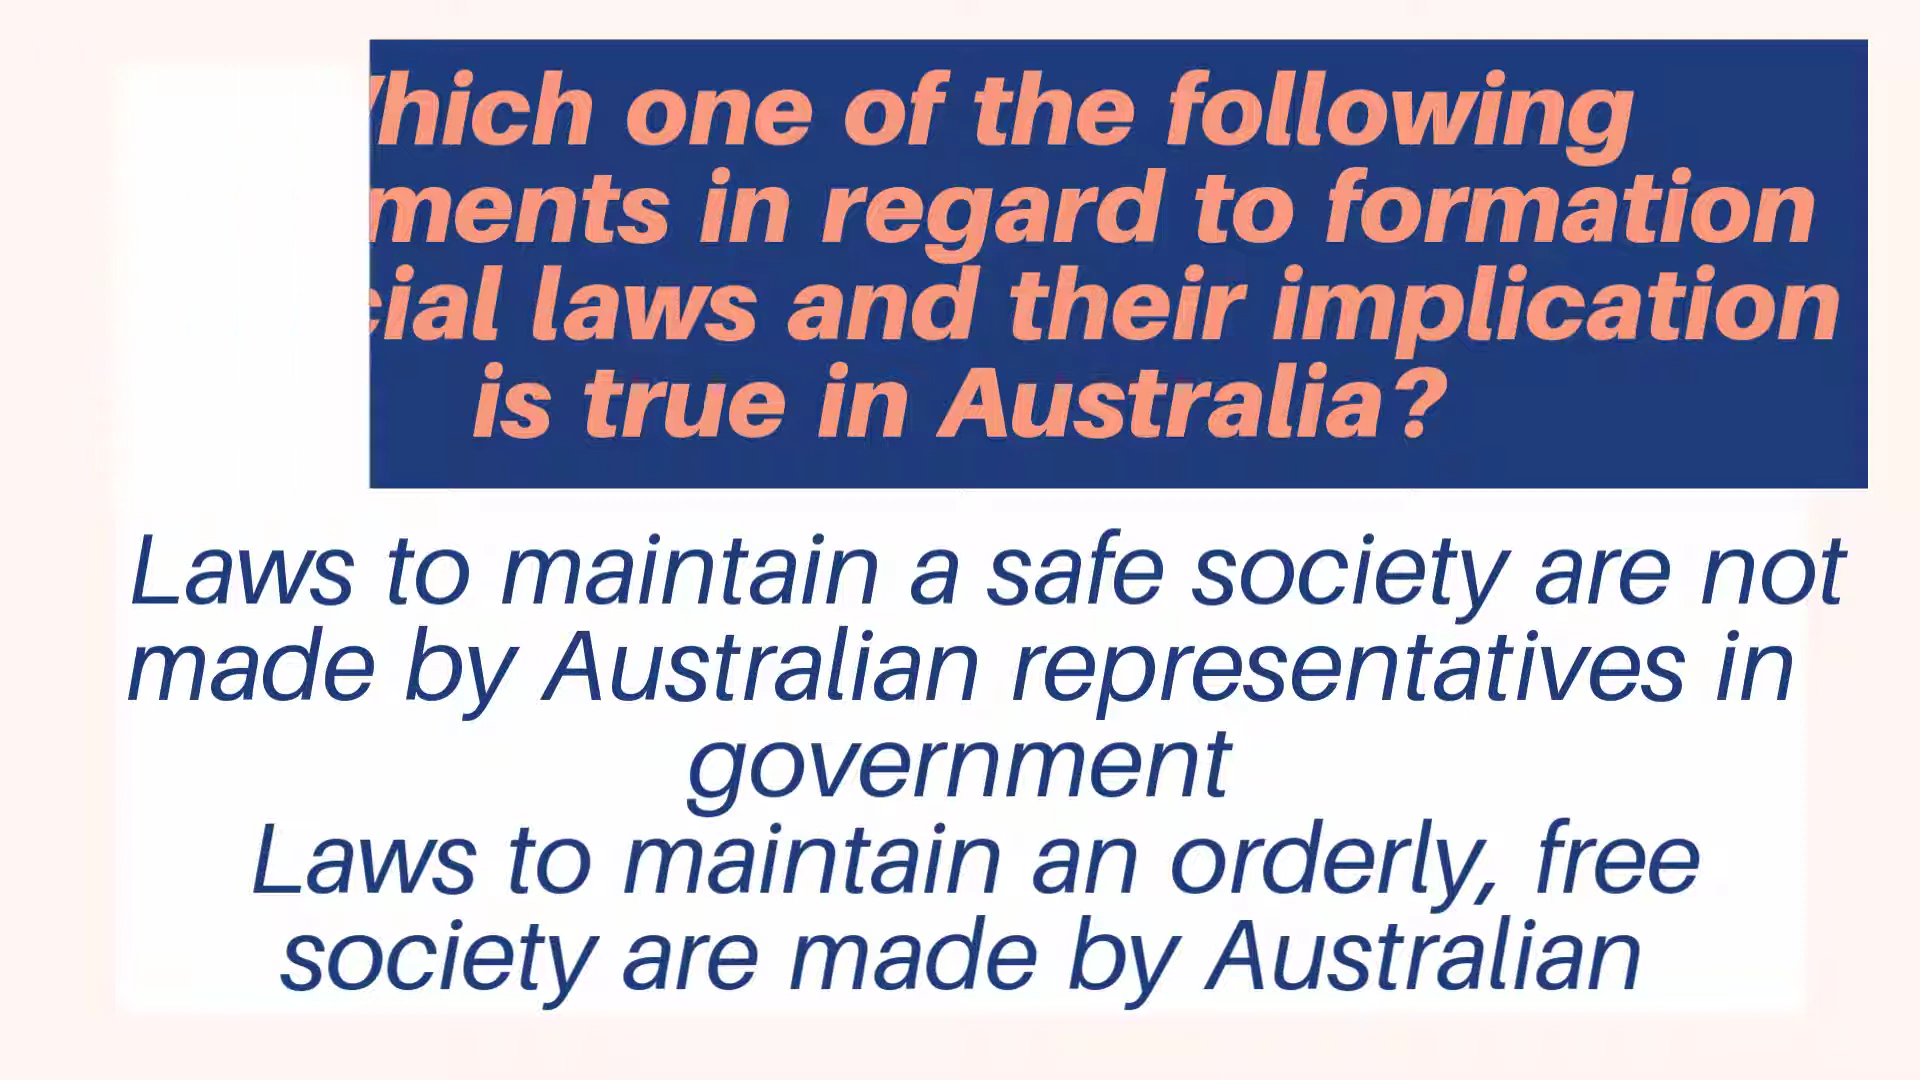 hich one of the following
ments in regard to formation
cial laws and their implication
is true in Australia?
Laws to maintain a safe society are not
made by Australian representatives in
government
Laws to maintain an orderly, free
society are made by Australian